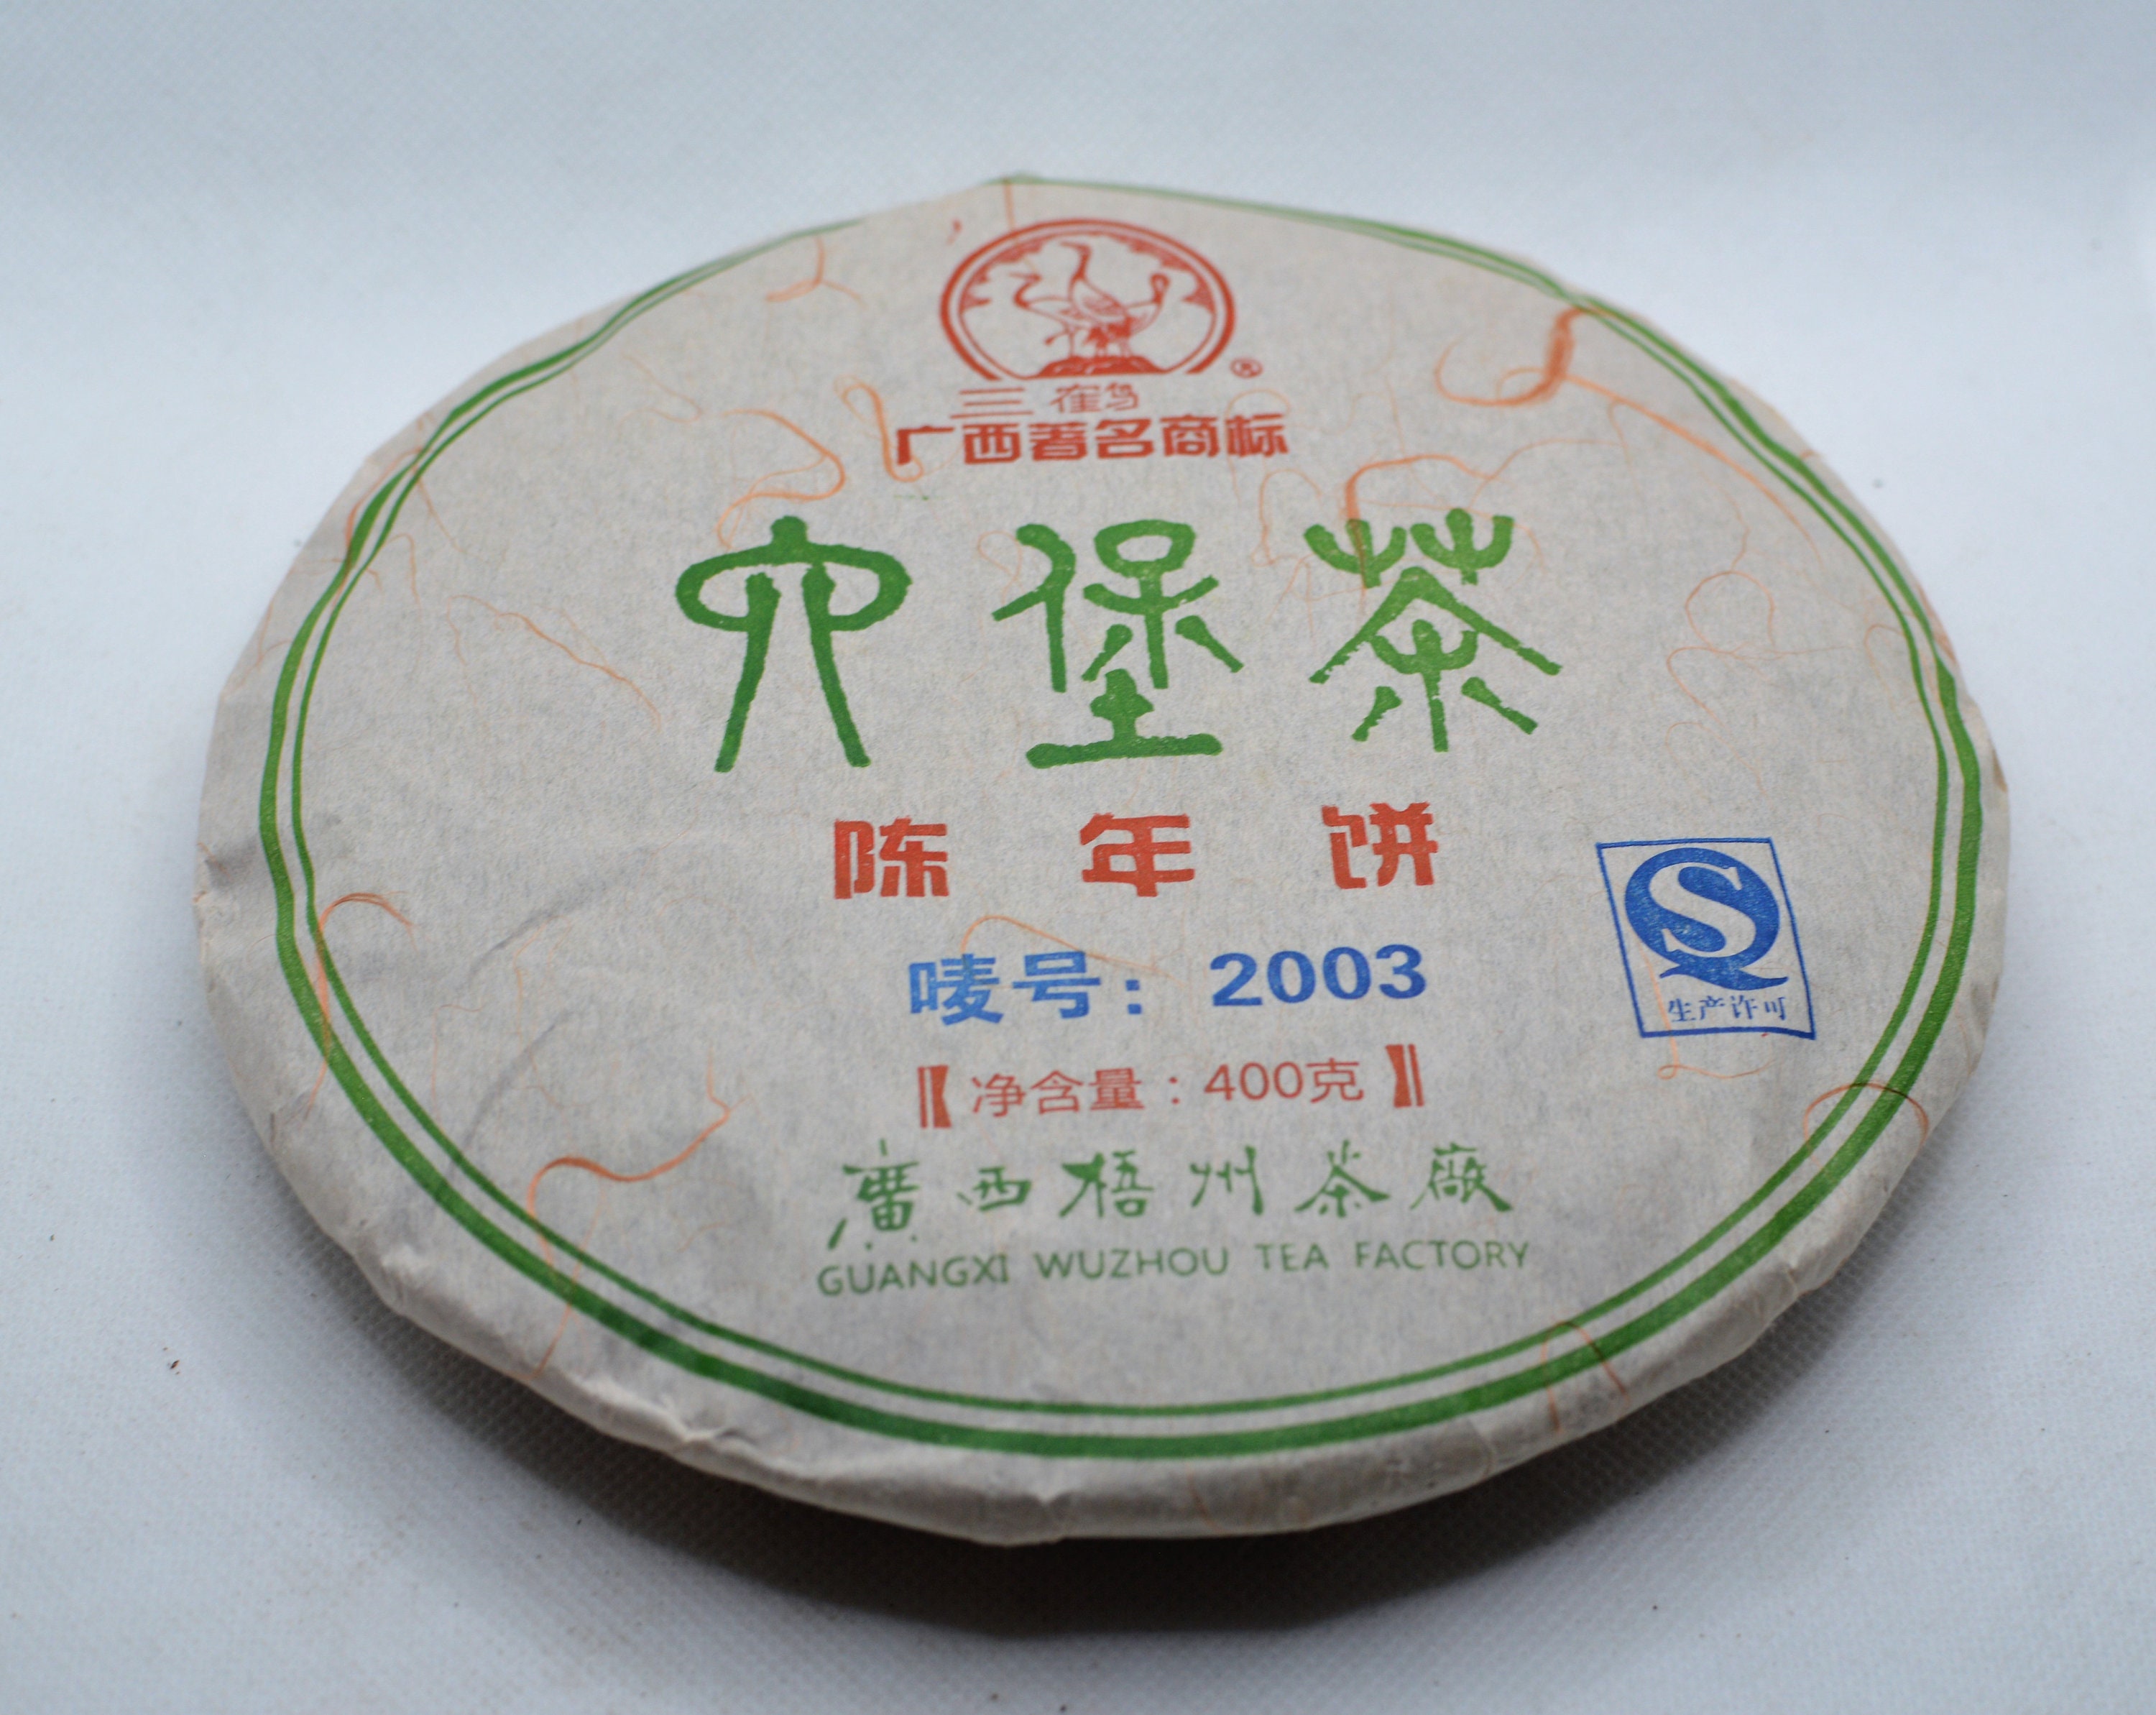 ®
三鹤
广西著名商标
六堡茶
陈年饼
唛号：2003
【净含量：400克】
廣西梧州茶廠
GUANGXI WUZHOU TEA FACTORY
QS
生产许可